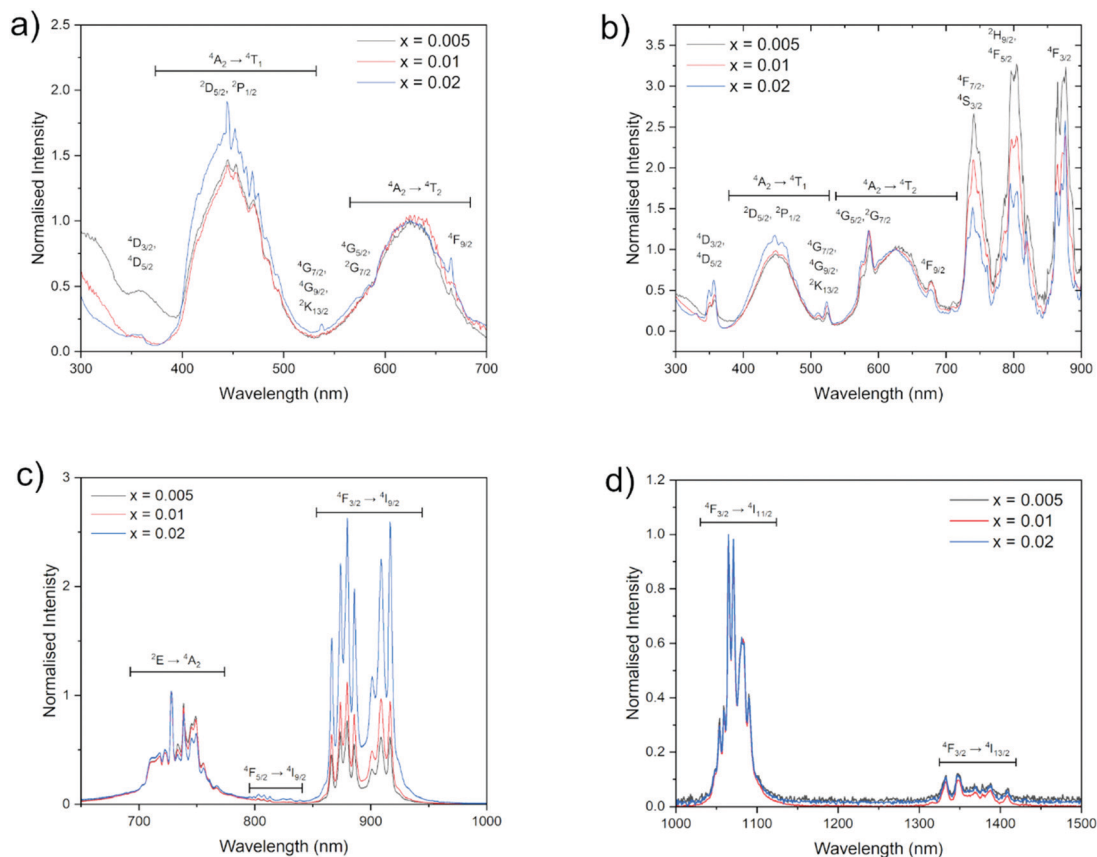 a)
2.5
2.0
1.5
1.0
0.5
0.0
Normalised Intensity
⁴A₂ → ⁴T₁
²D₅/₂, ²P₁/₂
x = 0.005
x = 0.01
x = 0.02
⁴D₃/₂,
⁴D₅/₂
⁴G₇/₂,
⁴G₉/₂,
²K₁₃/₂
⁴A₂ → ⁴T₂
⁴G₅/₂,
²G₇/₂
⁴F₉/₂
300 400 500 600 700
Wavelength (nm)
b)
3.5
3.0
2.5
2.0
1.5
1.0
0.5
0.0
Normalised Intensity
x = 0.005
x = 0.01
x = 0.02
²H₉/₂,
⁴F₅/₂
⁴F₃/₂
⁴F₇/₂,
⁴S₃/₂
⁴A₂ → ⁴T₁
⁴A₂ → ⁴T₂
²D₅/₂, ²P₁/₂
⁴G₅/₂, ²G₇/₂
⁴D₃/₂,
⁴D₅/₂
⁴G₇/₂,
⁴G₉/₂,
²K₁₃/₂
⁴F₉/₂
300 400 500 600 700 800 900
Wavelength (nm)
c)
3
2
1
0
Normalised Intenisty
x = 0.005
x = 0.01
x = 0.02
⁴F₃/₂ → ⁴I₉/₂
²E → ⁴A₂
⁴F₅/₂ → ⁴I₉/₂
700 800 900 1000
Wavelength (nm)
d)
1.2
1.0
0.8
0.6
0.4
0.2
0.0
Normalised Intensity
⁴F₃/₂ → ⁴I₁₁/₂
x = 0.005
x = 0.01
x = 0.02
⁴F₃/₂ → ⁴I₁₃/₂
1000 1100 1200 1300 1400 1500
Wavelength (nm)